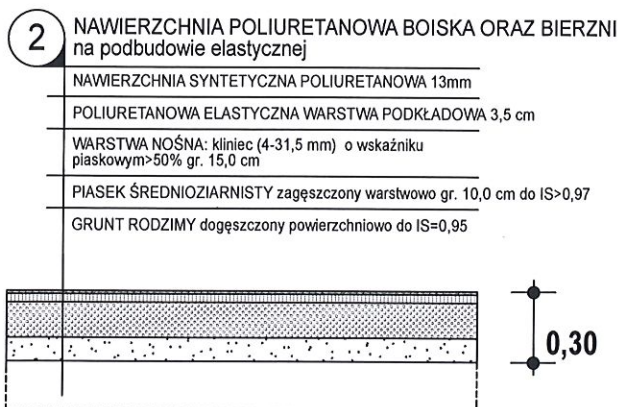 2
NAWIERZCHNIA POLIURETANOWA BOISKA ORAZ BIERZNI
na podbudowie elastycznej
NAWIERZCHNIA SYNTETYCZNA POLIURETANOWA 13mm
POLIURETANOWA ELASTYCZNA WARSTWA PODKŁADOWA 3,5 cm
WARSTWA NOŚNA: kliniec (4-31,5 mm) o wskaźniku
piaskowym>50% gr. 15,0 cm
PIASEK ŚREDNIOZIARNISTY zagęszczony warstwowo gr. 10,0 cm do IS>0,97
GRUNT RODZIMY dogęszczony powierzchniowo do IS=0,95
0,30